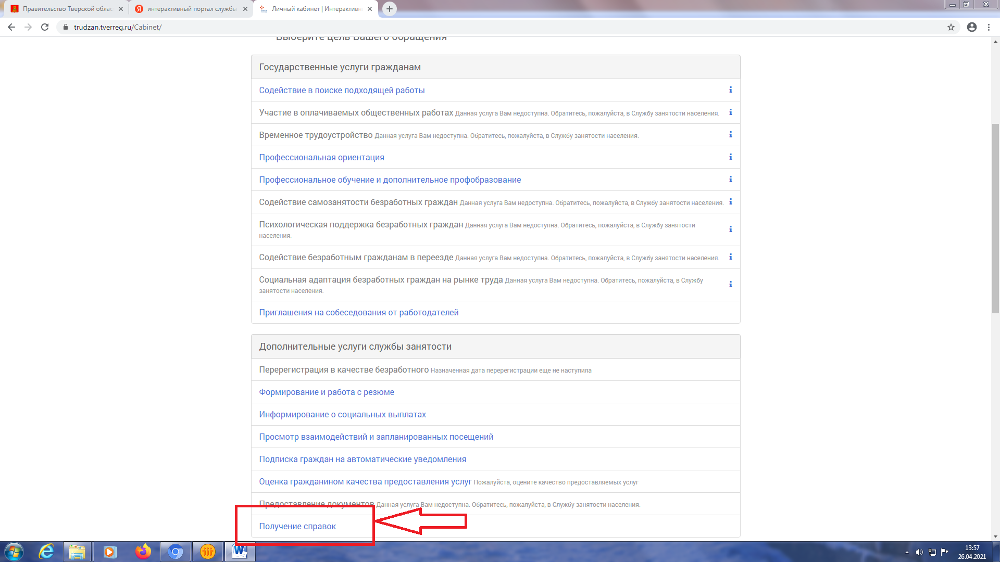 Правительство Тверской облас
интерактивный портал службы
Личный кабинет | Интерактивн
trudzan.tverreg.ru/Cabinet/
Выберите цель Вашего обращения
Государственные услуги гражданам
Содействие в поиске подходящей работы
Участие в оплачиваемых общественных работах Данная услуга Вам недоступна. Обратитесь, пожалуйста, в Службу занятости населения.
Временное трудоустройство Данная услуга Вам недоступна. Обратитесь, пожалуйста, в Службу занятости населения.
Профессиональная ориентация
Профессиональное обучение и дополнительное профобразование
Содействие самозанятости безработных граждан Данная услуга Вам недоступна. Обратитесь, пожалуйста, в Службу занятости населения.
Психологическая поддержка безработных граждан Данная услуга Вам недоступна. Обратитесь, пожалуйста, в Службу занятости
населения.
Содействие безработным гражданам в переезде Данная услуга Вам недоступна. Обратитесь, пожалуйста, в Службу занятости населения.
Социальная адаптация безработных граждан на рынке труда Данная услуга Вам недоступна. Обратитесь, пожалуйста, в Службу
занятости населения.
Приглашения на собеседования от работодателей
Дополнительные услуги службы занятости
Перерегистрация в качестве безработного Назначенная дата перерегистрации еще не наступила
Формирование и работа с резюме
Информирование о социальных выплатах
Просмотр взаимодействий и запланированных посещений
Подписка граждан на автоматические уведомления
Оценка гражданином качества предоставления услуг Пожалуйста, оцените качество предоставляемых услуг
Предоставление документов Данная услуга Вам недоступна. Обратитесь, пожалуйста, в Службу занятости населения.
Получение справок
13:57
26.04.2021